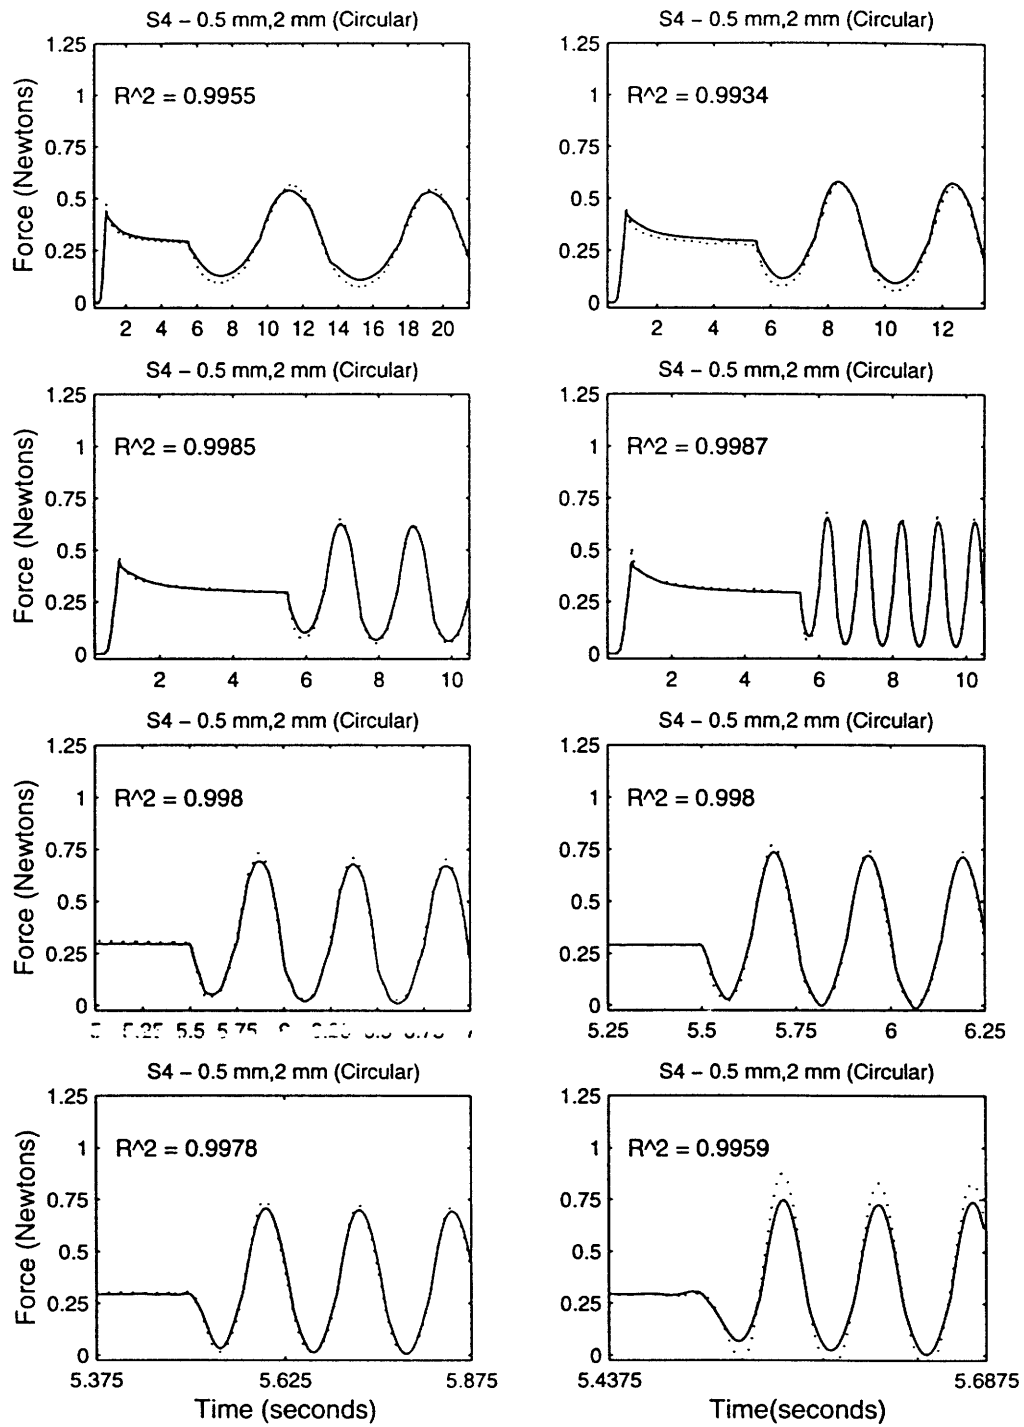 S4 – 0.5 mm,2 mm (Circular)
R^2 = 0.9955
Force (Newtons)
1.25
1
0.75
0.5
0.25
0
2 4 6 8 10 12 14 16 18 20
S4 – 0.5 mm,2 mm (Circular)
R^2 = 0.9934
1.25
1
0.75
0.5
0.25
0
2 4 6 8 10 12
S4 – 0.5 mm,2 mm (Circular)
R^2 = 0.9985
Force (Newtons)
1.25
1
0.75
0.5
0.25
0
2 4 6 8 10
S4 – 0.5 mm,2 mm (Circular)
R^2 = 0.9987
1.25
1
0.75
0.5
0.25
0
2 4 6 8 10
S4 – 0.5 mm,2 mm (Circular)
R^2 = 0.998
Force (Newtons)
1.25
1
0.75
0.5
0.25
0
5.25 5.5 5.75
S4 – 0.5 mm,2 mm (Circular)
R^2 = 0.998
1.25
1
0.75
0.5
0.25
0
5.25 5.5 5.75 6 6.25
S4 – 0.5 mm,2 mm (Circular)
R^2 = 0.9978
Force (Newtons)
1.25
1
0.75
0.5
0.25
0
5.375 5.625 5.875
Time (seconds)
S4 – 0.5 mm,2 mm (Circular)
R^2 = 0.9959
1.25
1
0.75
0.5
0.25
0
5.4375 5.6875
Time(seconds)